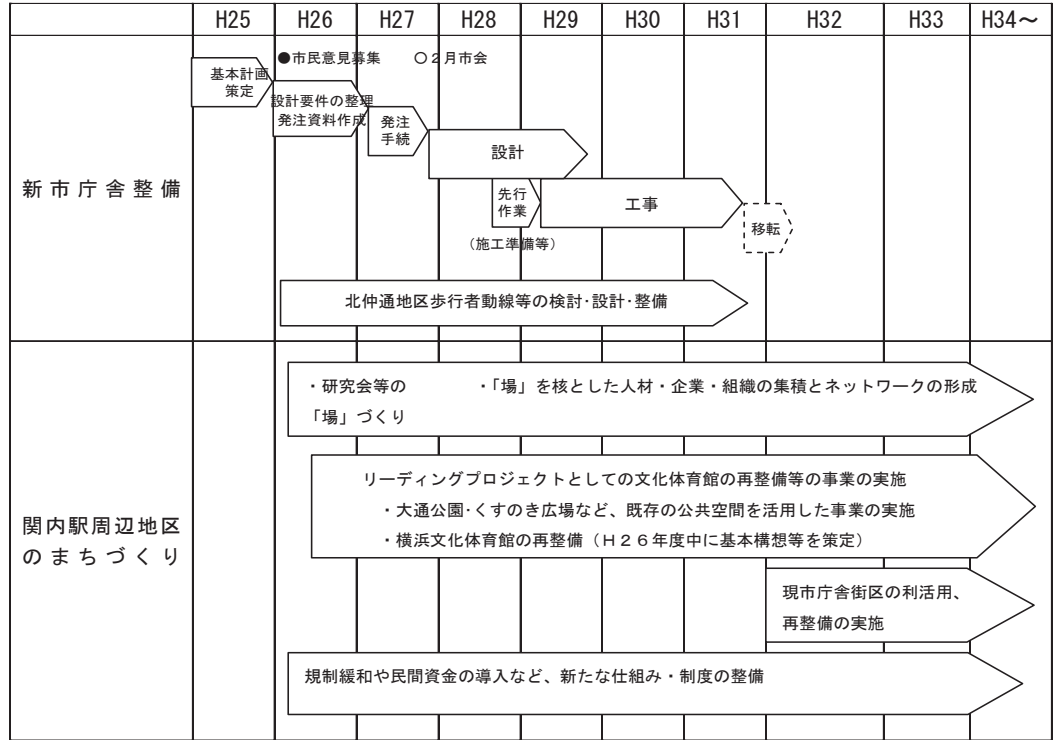 H25 H26 H27 H28 H29 H30 H31 H32 H33 H34～
新市庁舎整備
●市民意見募集 ○2月市会
基本計画
策定
設計要件の整理
発注資料作成
発注
手続
設計
先行
作業
工事
移転
（施工準備等）
北仲通地区歩行者動線等の検討・設計・整備
関内駅周辺地区
のまちづくり
・研究会等の ・「場」を核とした人材・企業・組織の集積とネットワークの形成
「場」づくり
リーディングプロジェクトとしての文化体育館の再整備等の事業の実施
・大通公園・くすのき広場など、既存の公共空間を活用した事業の実施
・横浜文化体育館の再整備（H２６年度中に基本構想等を策定）
現市庁舎街区の利活用、
再整備の実施
規制緩和や民間資金の導入など、新たな仕組み・制度の整備